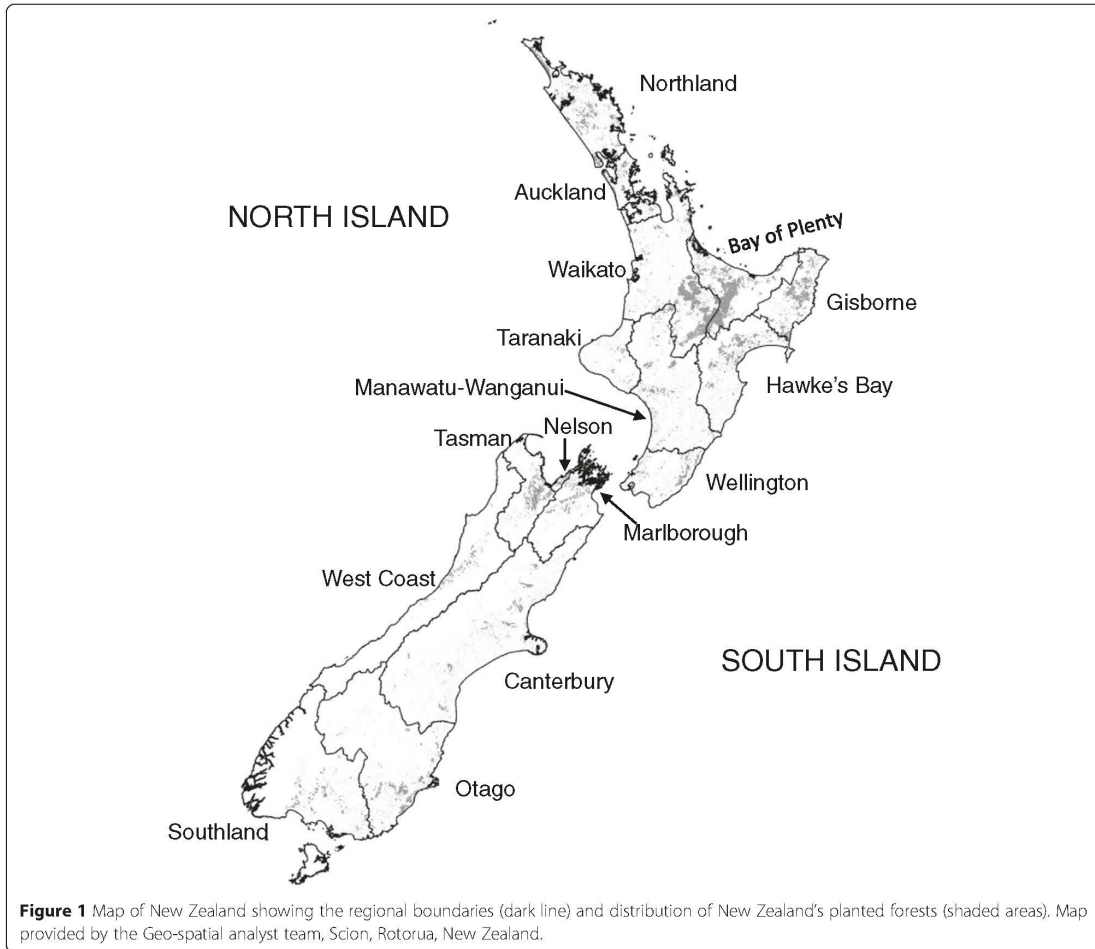 Northland
Auckland
NORTH ISLAND
Bay of Plenty
Waikato
Gisborne
Taranaki
Manawatu-Wanganui
Hawke's Bay
Nelson
Tasman
Wellington
Marlborough
West Coast
SOUTH ISLAND
Canterbury
Otago
Southland
Figure 1 Map of New Zealand showing the regional boundaries (dark line) and distribution of New Zealand's planted forests (shaded areas). Map
provided by the Geo-spatial analyst team, Scion, Rotorua, New Zealand.